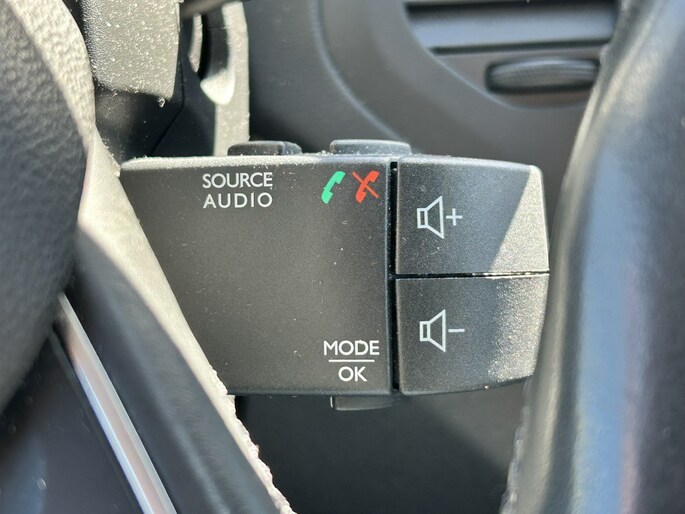 SOURCE
AUDIO
+
-
MODE
OK